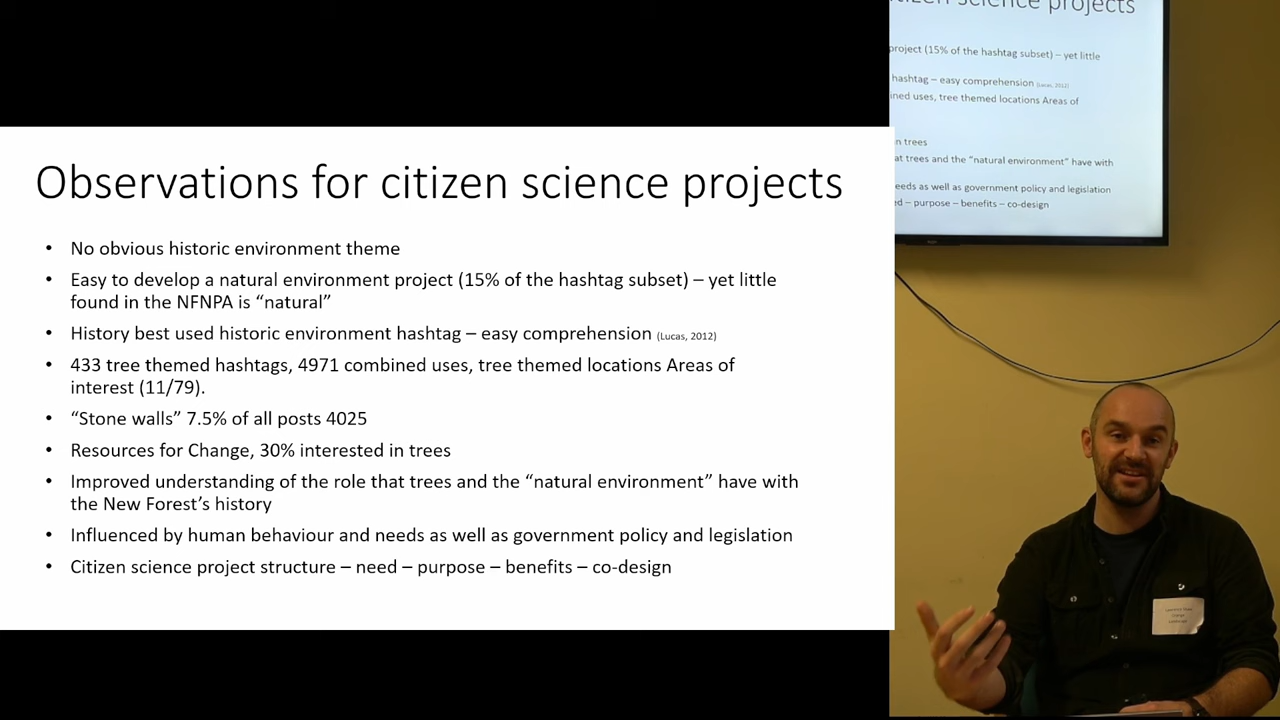 Observations for citizen science projects
• No obvious historic environment theme
• Easy to develop a natural environment project (15% of the hashtag subset) – yet little
found in the NFNPA is “natural”
• History best used historic environment hashtag – easy comprehension (Lucas, 2012)
• 433 tree themed hashtags, 4971 combined uses, tree themed locations Areas of
interest (11/79).
• “Stone walls” 7.5% of all posts 4025
• Resources for Change, 30% interested in trees
• Improved understanding of the role that trees and the “natural environment” have with
the New Forest’s history
• Influenced by human behaviour and needs as well as government policy and legislation
• Citizen science project structure – need – purpose – benefits – co-design
citizen science projects
project (15% of the hashtag subset) – yet little
hashtag – easy comprehension (Lucas, 2012)
ned uses, tree themed locations Areas of
n trees
at trees and the “natural environment” have with
eeds as well as government policy and legislation
ed – purpose – benefits – co-design